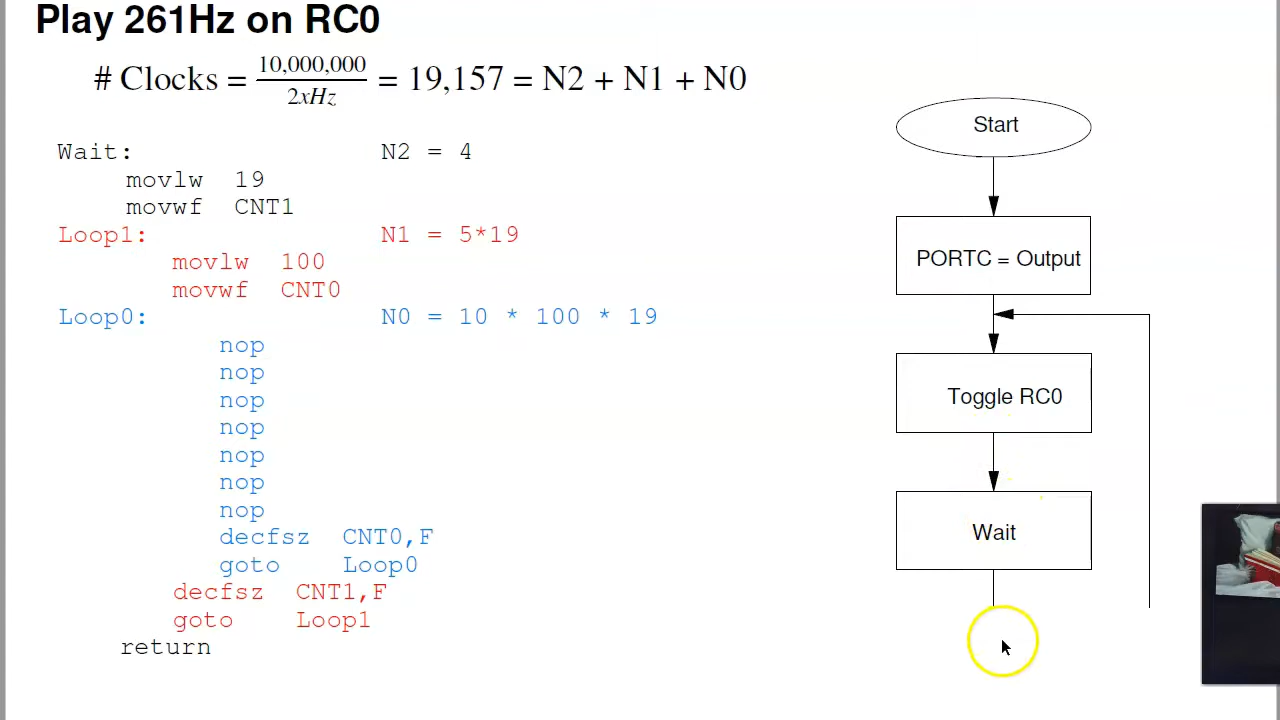 Play 261Hz on RC0
# Clocks = 10,000,000 / 2xHz = 19,157 = N2 + N1 + N0
Wait: N2 = 4
movlw 19
movwf CNT1
Loop1: N1 = 5*19
movlw 100
movwf CNT0
Loop0: N0 = 10 * 100 * 19
nop
nop
nop
nop
nop
nop
nop
decfsz CNT0,F
goto Loop0
decfsz CNT1,F
goto Loop1
return
Start
PORTC = Output
Toggle RC0
Wait